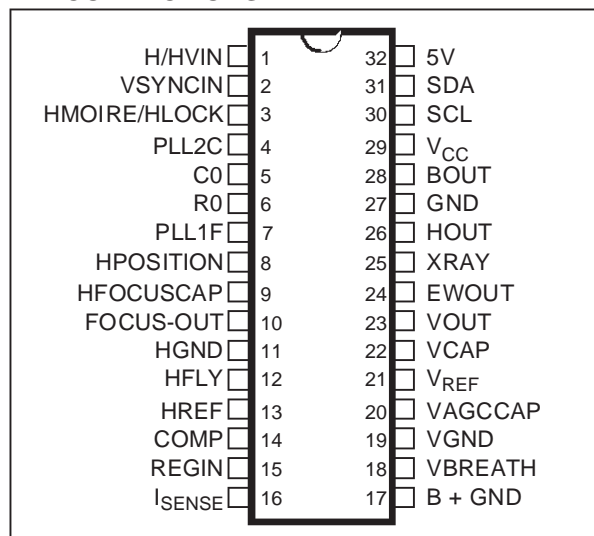 H/HVIN 1 32 5V
VSYNCIN 2 31 SDA
HMOIRE/HLOCK 3 30 SCL
PLL2C 4 29 VCC
C0 5 28 BOUT
R0 6 27 GND
PLL1F 7 26 HOUT
HPOSITION 8 25 XRAY
HFOCUSCAP 9 24 EWOUT
FOCUS-OUT 10 23 VOUT
HGND 11 22 VCAP
HFLY 12 21 VREF
HREF 13 20 VAGCCAP
COMP 14 19 VGND
REGIN 15 18 VBREATH
ISENSE 16 17 B + GND